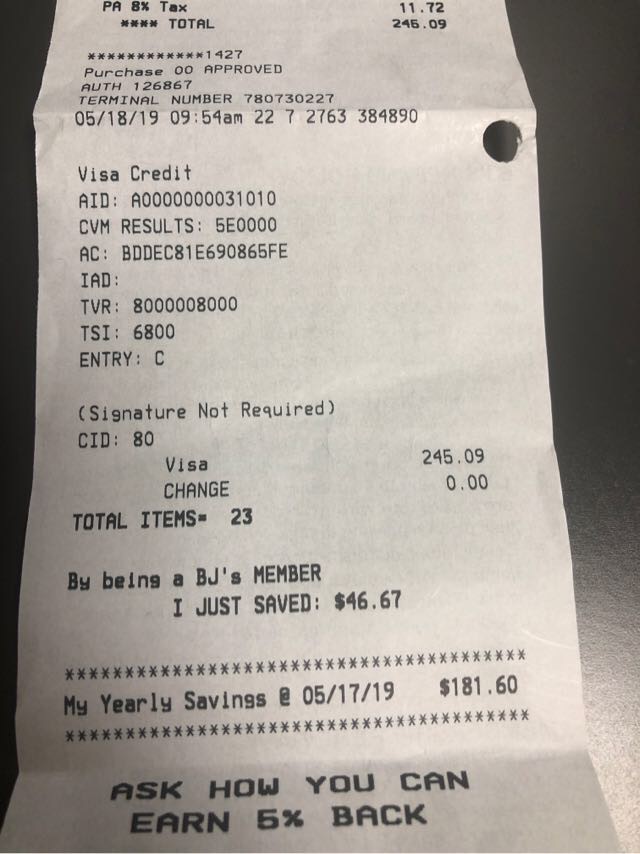 PA 8% Tax 11.72
**** TOTAL 245.09
************1427
Purchase 00 APPROVED
AUTH 126867
TERMINAL NUMBER 780730227
05/18/19 09:54am 22 7 2763 384890
Visa Credit
AID: A0000000031010
CVM RESULTS: 5E0000
AC: BDDEC81E690865FE
IAD:
TVR: 8000008000
TSI: 6800
ENTRY: C
(Signature Not Required)
CID: 80
Visa 245.09
CHANGE 0.00
TOTAL ITEMS= 23
By being a BJ's MEMBER
I JUST SAVED: $46.67
****************************************
My Yearly Savings @ 05/17/19 $181.60
****************************************
ASK HOW YOU CAN
EARN 5% BACK